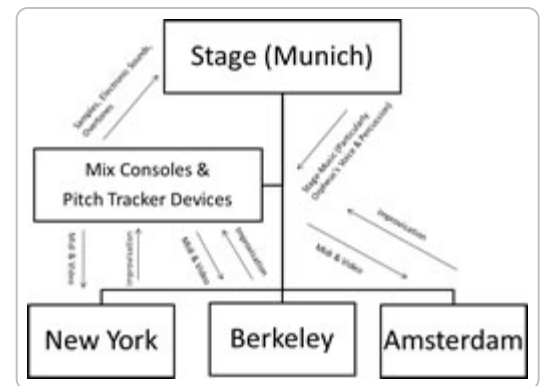 Stage (Munich)
Samples, Electronic Sounds,
Overtones
Stage-Music (Particularly
Orpheus's Voice & Percussion)
Mix Consoles &
Pitch Tracker Devices
Midi & Video
Improvisation
Midi & Video
Improvisation
Midi & Video
Improvisation
New York
Berkeley
Amsterdam